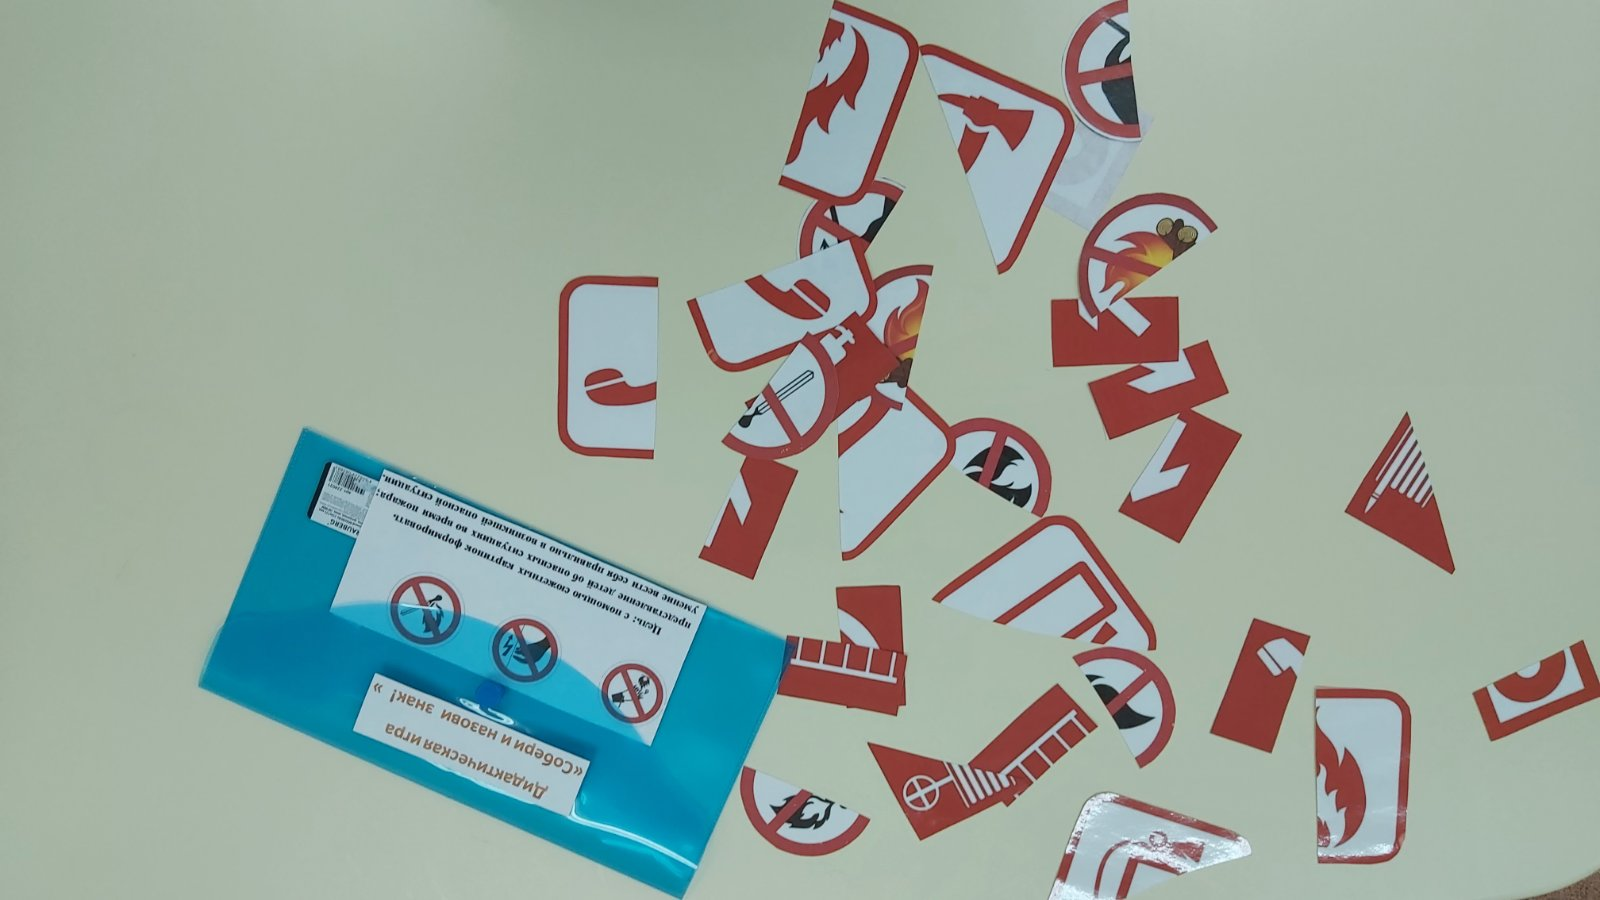 Дидактическая игра
«Собери и назови знак! »
Цель: с помощью сюжетных картинок формировать
представление детей об опасных ситуациях во время пожара;
умение вести себя правильно в возникшей опасной ситуации.